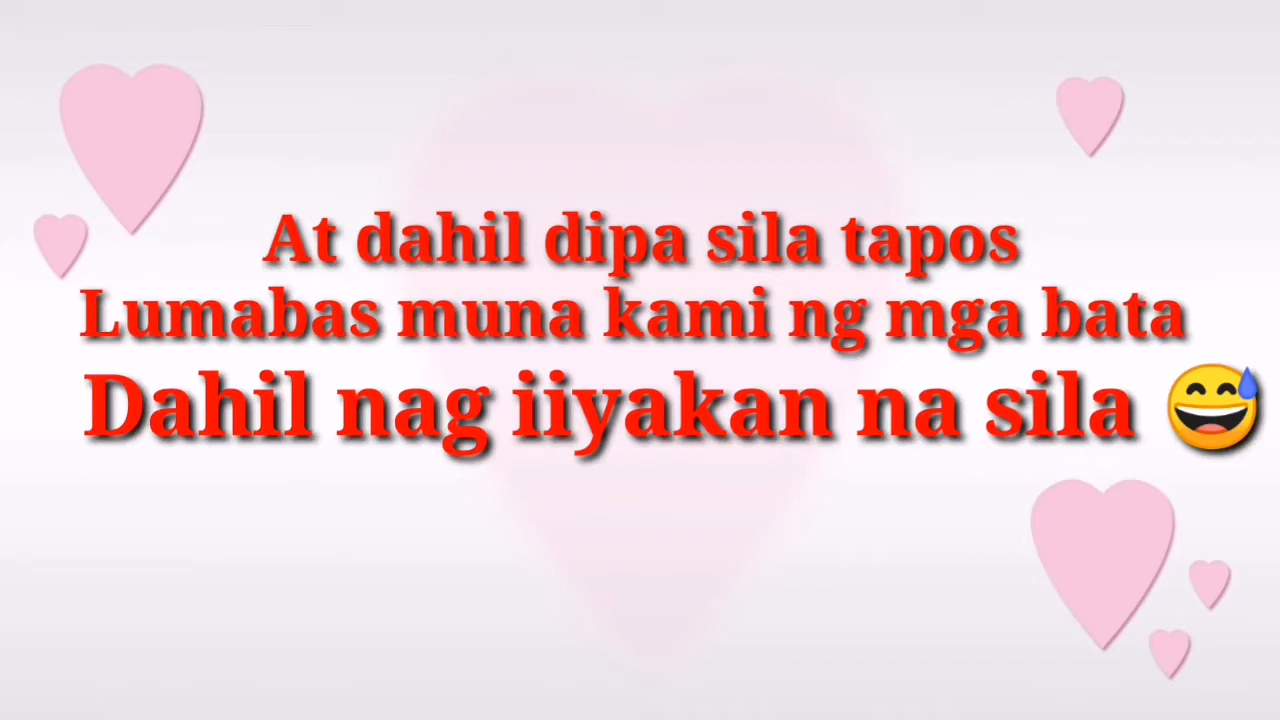 At dahil dipa sila tapos
Lumabas muna kami ng mga bata
Dahil nag iiyakan na sila 😅